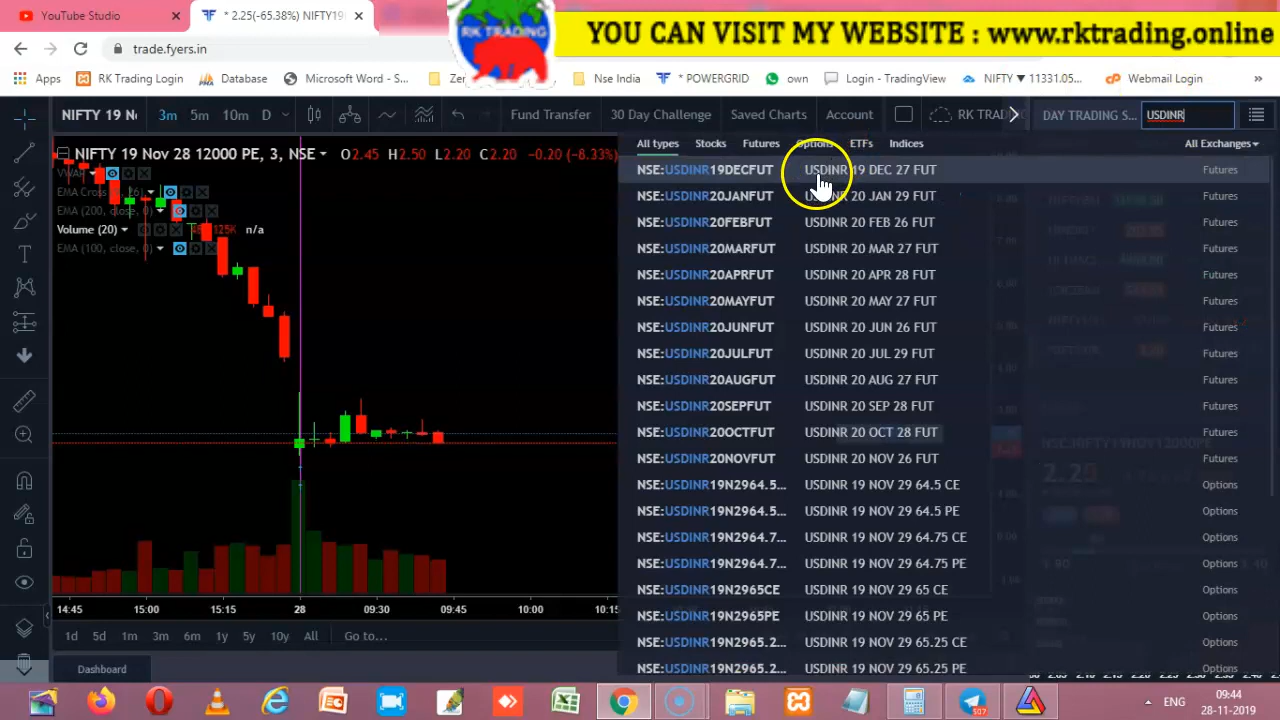 YouTube Studio
* 2.25(-65.38%) NIFTY19
trade.fyers.in
RK TRADING
YOU CAN VISIT MY WEBSITE : www.rktrading.online
Apps
RK Trading Login
Database
Microsoft Word - S...
Nse India
* POWERGRID
own
Login - TradingView
NIFTY ▼ 11331.05...
Webmail Login
NIFTY 19 N
3m
5m
10m
D
Fund Transfer
30 Day Challenge
Saved Charts
Account
DAY TRADING S...
USDINR
NIFTY 19 Nov 28 12000 PE, 3, NSE
O2.45 H2.50 L2.20 C2.20 -0.20 (-8.33%)
VWAP
EMA (200, close, 0)
Volume (20)
n/a
EMA (100, close, 0)
All types
Stocks
Futures
Options
ETFs
Indices
All Exchanges
NSE:USDINR19DECFUT USDINR 19 DEC 27 FUT Futures
NSE:USDINR20JANFUT USDINR 20 JAN 29 FUT Futures
NSE:USDINR20FEBFUT USDINR 20 FEB 26 FUT Futures
NSE:USDINR20MARFUT USDINR 20 MAR 27 FUT Futures
NSE:USDINR20APRFUT USDINR 20 APR 28 FUT Futures
NSE:USDINR20MAYFUT USDINR 20 MAY 27 FUT Futures
NSE:USDINR20JUNFUT USDINR 20 JUN 26 FUT Futures
NSE:USDINR20JULFUT USDINR 20 JUL 29 FUT Futures
NSE:USDINR20AUGFUT USDINR 20 AUG 27 FUT Futures
NSE:USDINR20SEPFUT USDINR 20 SEP 28 FUT Futures
NSE:USDINR20OCTFUT USDINR 20 OCT 28 FUT Futures
NSE:USDINR20NOVFUT USDINR 20 NOV 26 FUT Futures
NSE:USDINR19N2964.5... USDINR 19 NOV 29 64.5 CE Options
NSE:USDINR19N2964.5... USDINR 19 NOV 29 64.5 PE Options
NSE:USDINR19N2964.7... USDINR 19 NOV 29 64.75 CE Options
NSE:USDINR19N2964.7... USDINR 19 NOV 29 64.75 PE Options
NSE:USDINR19N2965CE USDINR 19 NOV 29 65 CE Options
NSE:USDINR19N2965PE USDINR 19 NOV 29 65 PE Options
NSE:USDINR19N2965.2... USDINR 19 NOV 29 65.25 CE Options
NSE:USDINR19N2965.2... USDINR 19 NOV 29 65.25 PE Options
14:45 15:00 15:15 28 09:30 09:45 10:00 10:15
1d 5d 1m 3m 6m 1y 5y 10y All Go to...
Dashboard
507
ENG
09:44
28-11-2019